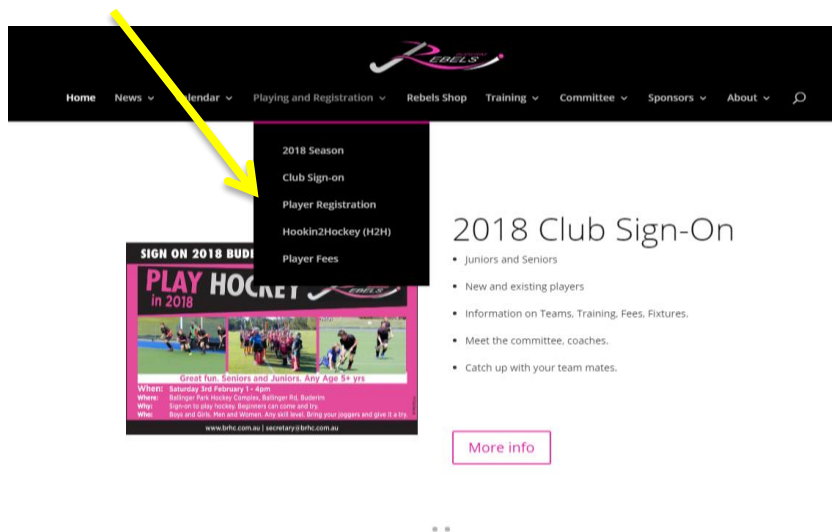 BUDERIM
REBELS
Home News Calendar Playing and Registration Rebels Shop Training Committee Sponsors About
2018 Season
Club Sign-on
Player Registration
Hookin2Hockey (H2H)
Player Fees
2018 Club Sign-On
Juniors and Seniors
New and existing players
Information on Teams, Training, Fees, Fixtures.
Meet the committee, coaches.
Catch up with your team mates.
More info
SIGN ON 2018 BUDE
PLAY HOCKEY
in 2018
REBELS
Great fun. Seniors and Juniors. Any Age 5+ yrs
When: Saturday 3rd February 1 - 4pm
Where: Ballinger Park Hockey Complex, Ballinger Rd, Buderim
Why: Sign-on to play hockey. Beginners can come and try.
Who: Boys and Girls. Men and Women. Any skill level. Bring your joggers and give it a try.
www.brhc.com.au | secretary@brhc.com.au